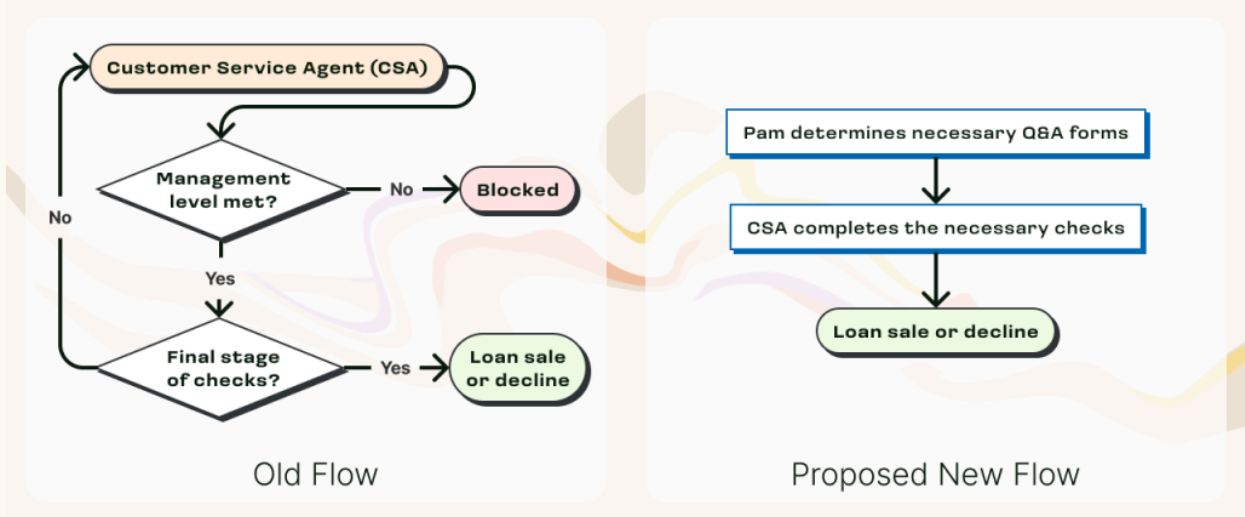 Customer Service Agent (CSA)
Management
level met?
No
Blocked
No
Yes
Final stage
of checks?
Yes
Loan sale
or decline
Old Flow
Pam determines necessary Q&A forms
CSA completes the necessary checks
Loan sale or decline
Proposed New Flow